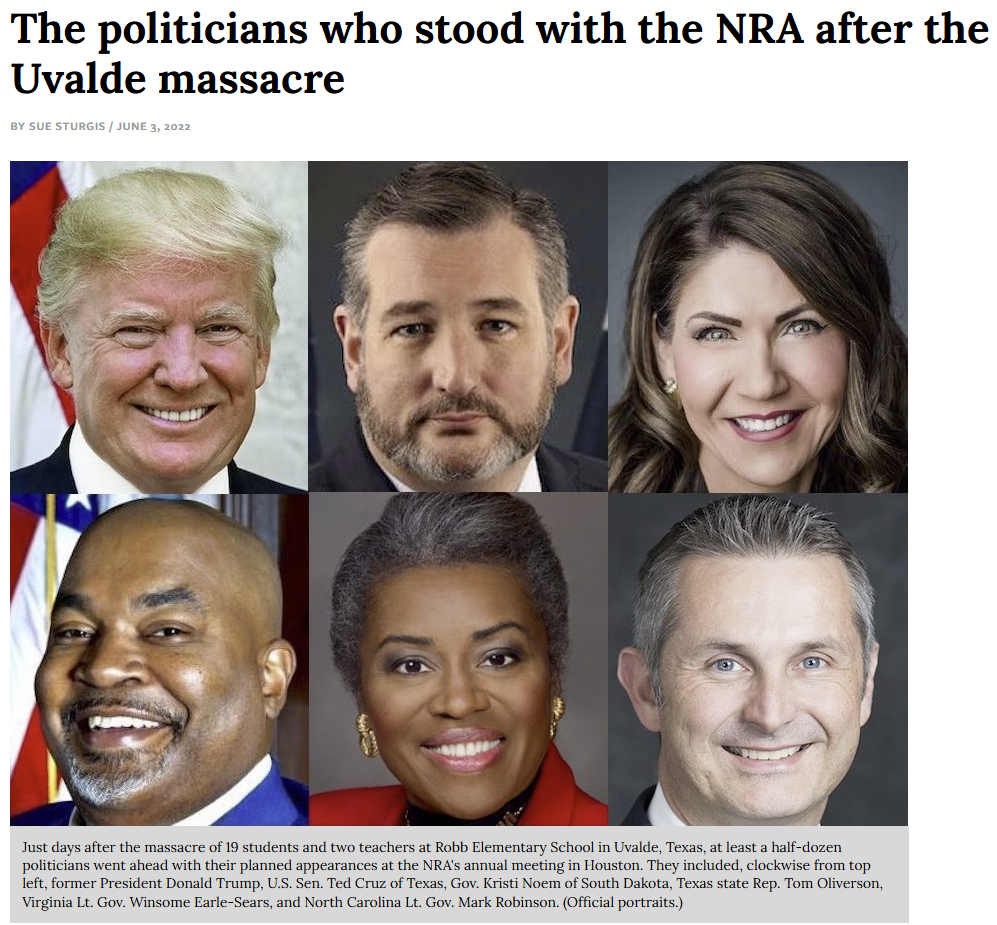 The politicians who stood with the NRA after the
Uvalde massacre
BY SUE STURGIS / JUNE 3, 2022
Just days after the massacre of 19 students and two teachers at Robb Elementary School in Uvalde, Texas, at least a half-dozen
politicians went ahead with their planned appearances at the NRA's annual meeting in Houston. They included, clockwise from top
left, former President Donald Trump, U.S. Sen. Ted Cruz of Texas, Gov. Kristi Noem of South Dakota, Texas state Rep. Tom Oliverson,
Virginia Lt. Gov. Winsome Earle-Sears, and North Carolina Lt. Gov. Mark Robinson. (Official portraits.)